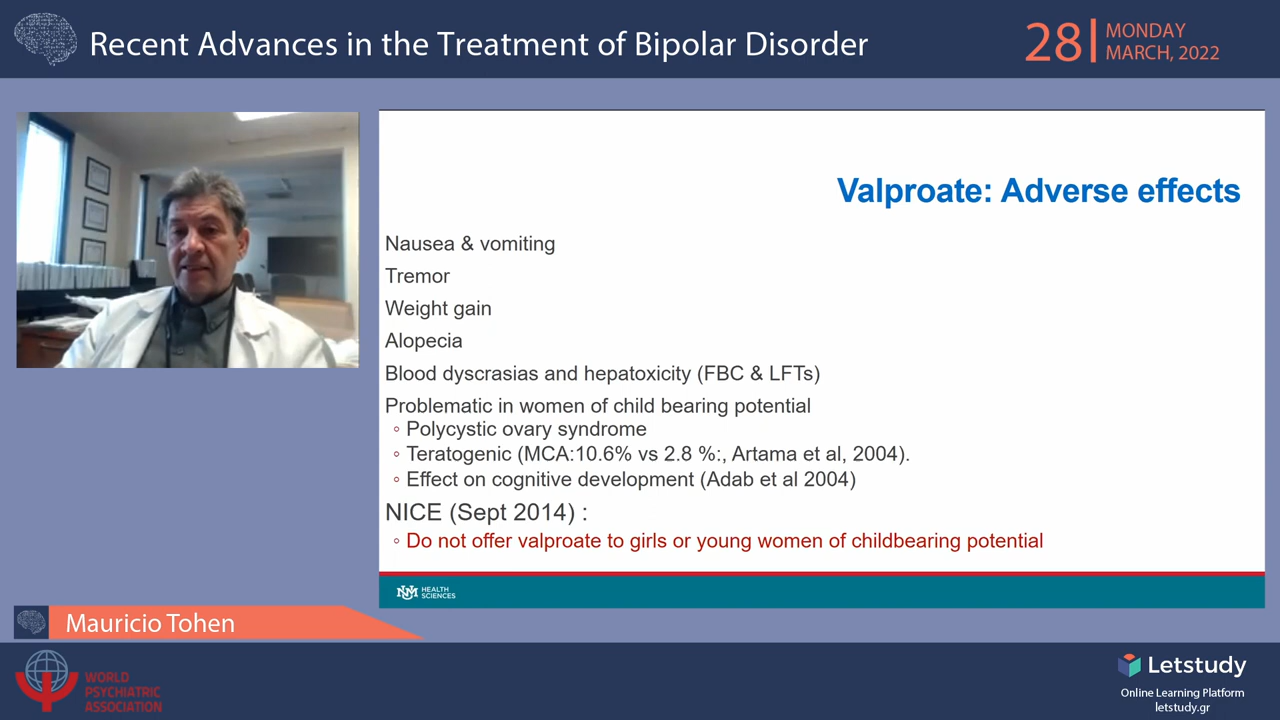 Recent Advances in the Treatment of Bipolar Disorder
28 MONDAY
MARCH, 2022
Valproate: Adverse effects
Nausea & vomiting
Tremor
Weight gain
Alopecia
Blood dyscrasias and hepatoxicity (FBC & LFTs)
Problematic in women of child bearing potential
◦ Polycystic ovary syndrome
◦ Teratogenic (MCA:10.6% vs 2.8 %:, Artama et al, 2004).
◦ Effect on cognitive development (Adab et al 2004)
NICE (Sept 2014) :
◦ Do not offer valproate to girls or young women of childbearing potential
UNM HEALTH
SCIENCES
Mauricio Tohen
WORLD
PSYCHIATRIC
ASSOCIATION
Letstudy
Online Learning Platform
letstudy.gr